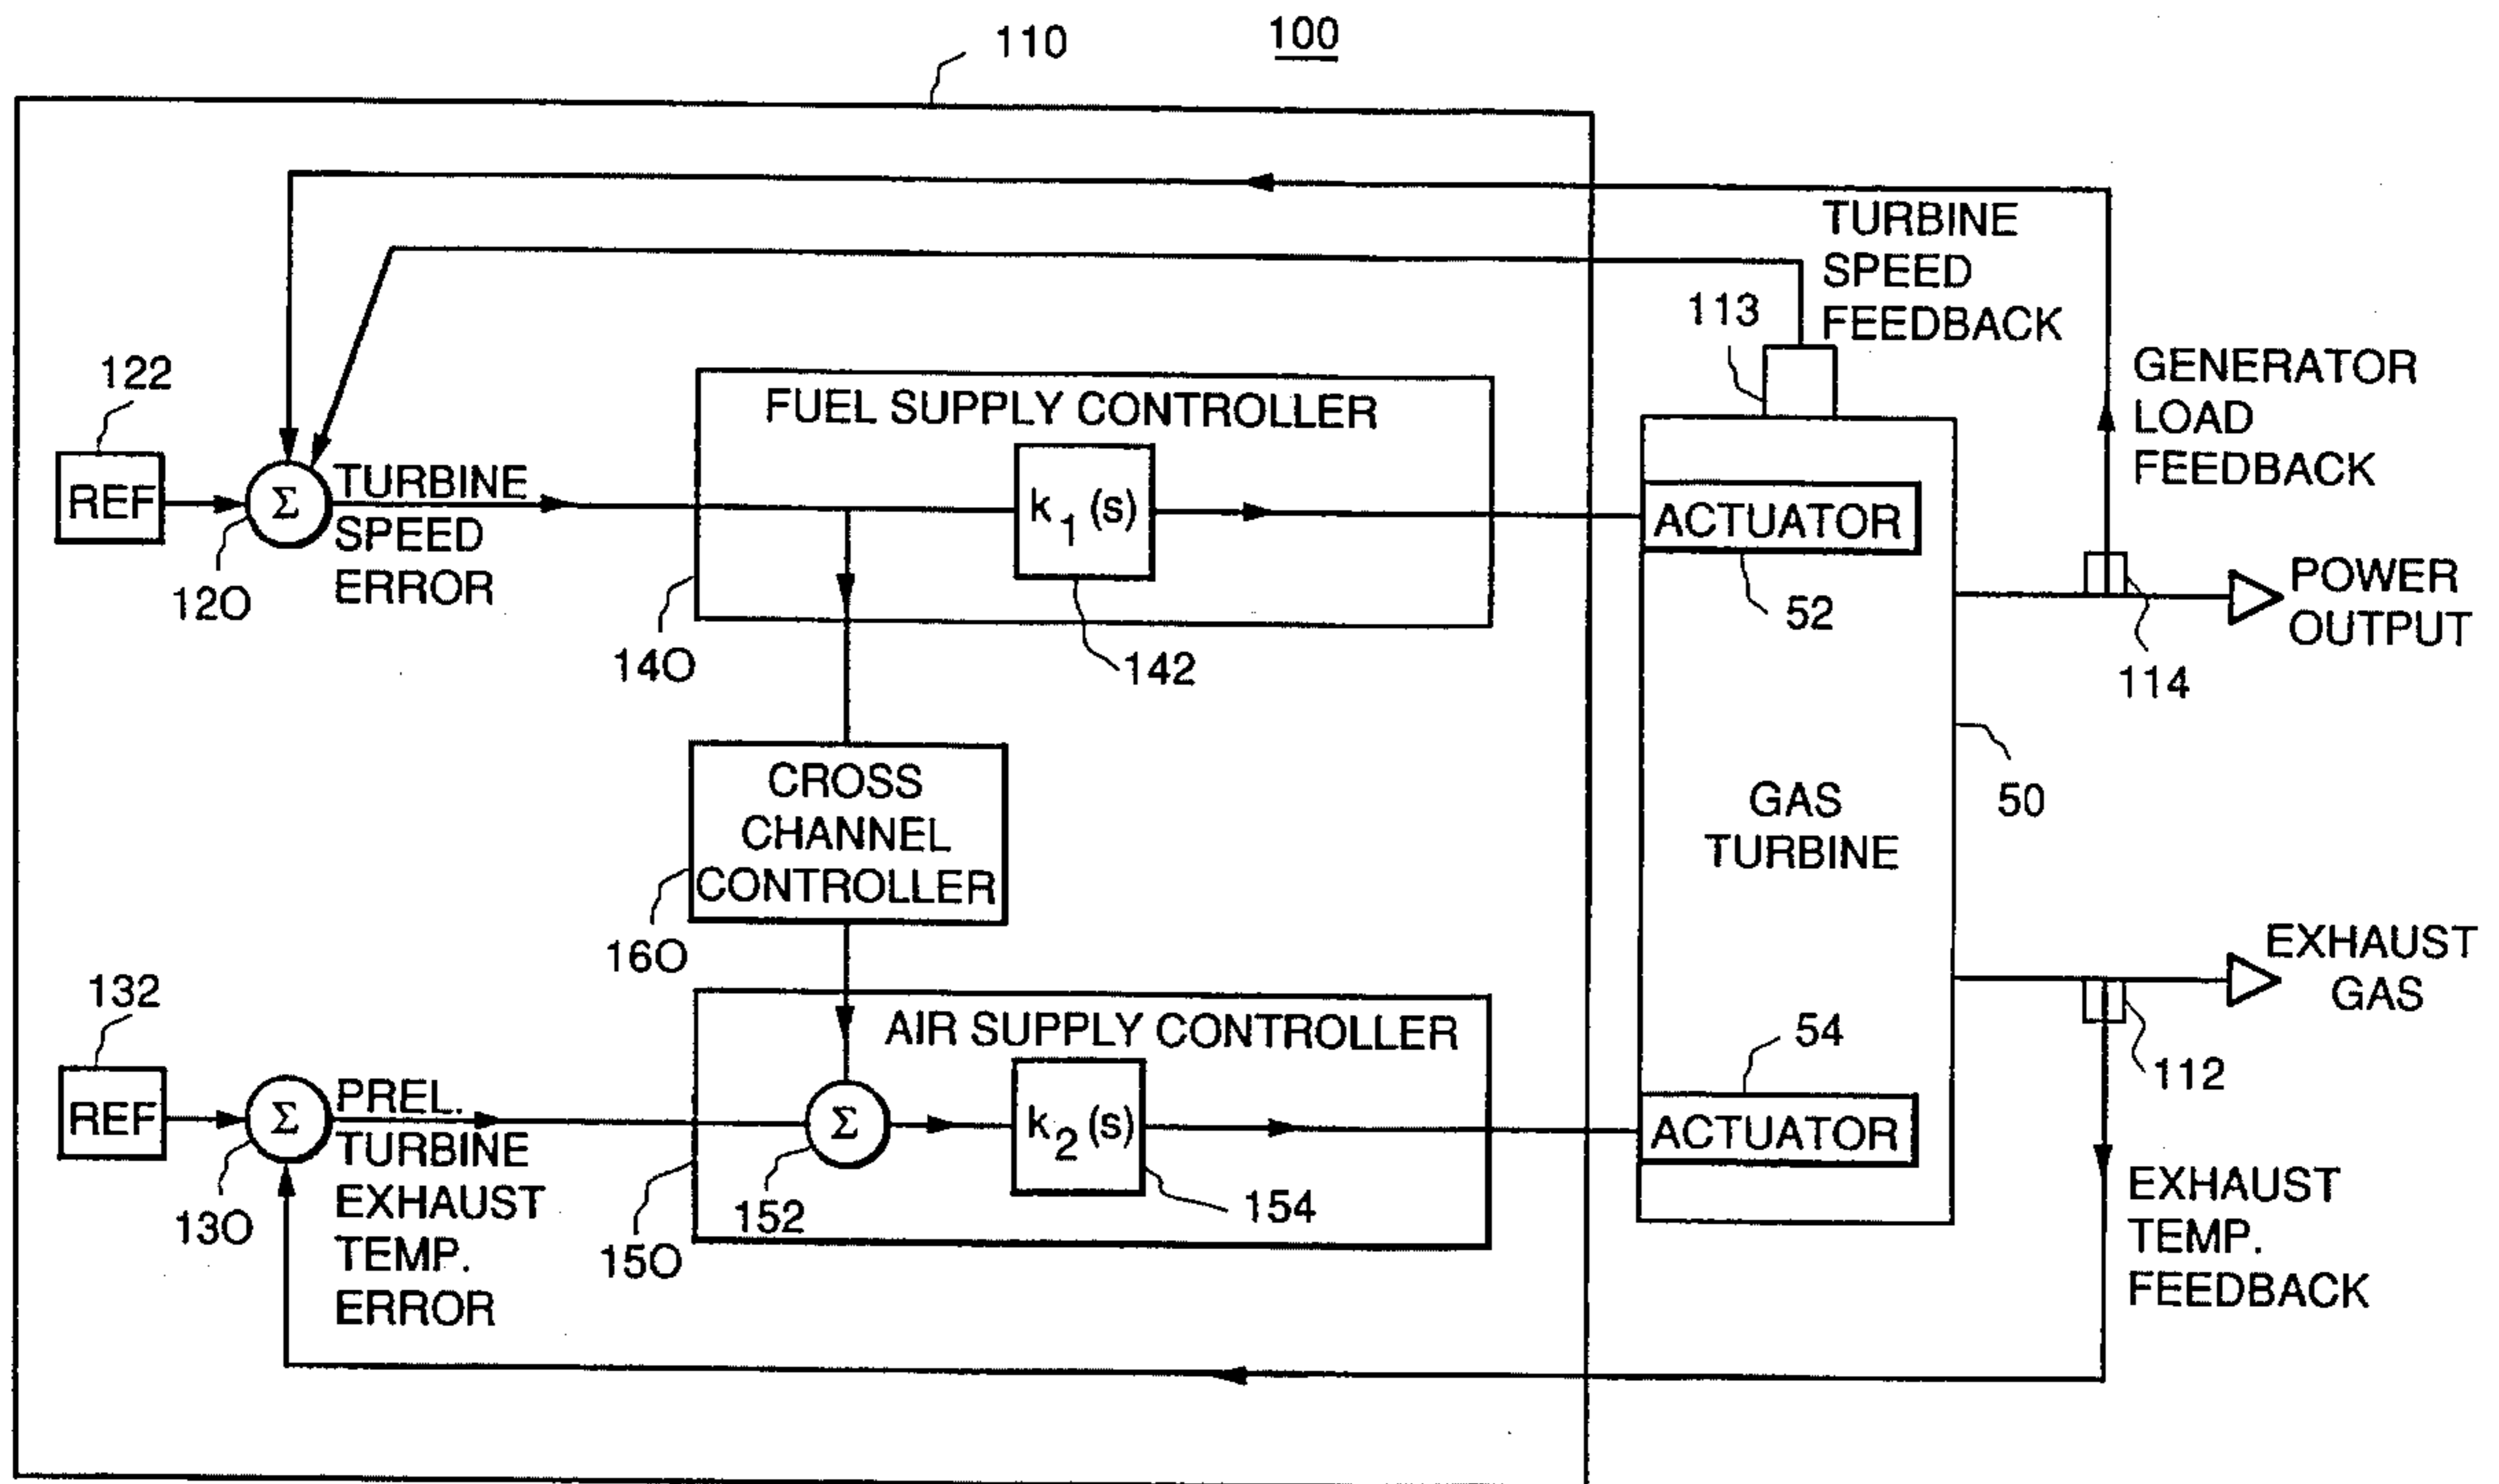 110
100
TURBINE
SPEED
FEEDBACK
113
GENERATOR
LOAD
FEEDBACK
122
FUEL SUPPLY CONTROLLER
REF
Σ
TURBINE
SPEED
ERROR
k1(s)
ACTUATOR
120
52
POWER
OUTPUT
140
142
114
CROSS
CHANNEL
CONTROLLER
GAS
TURBINE
50
160
EXHAUST
GAS
132
AIR SUPPLY CONTROLLER
54
112
REF
Σ
PREL.
TURBINE
EXHAUST
TEMP.
ERROR
Σ
k2(s)
ACTUATOR
130
152
154
150
EXHAUST
TEMP.
FEEDBACK